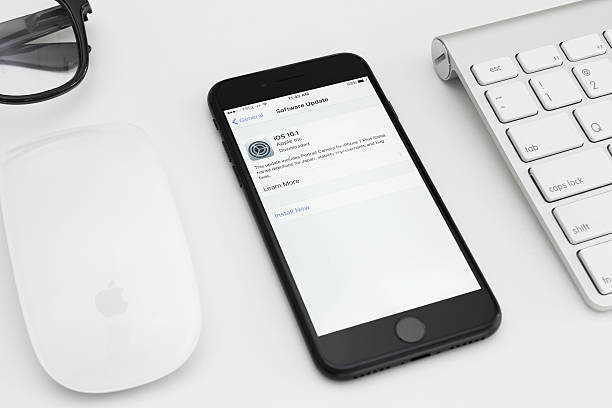 11:43 AM
General
Software Update
iOS 10.1
Apple Inc.
Downloaded
This update includes Portrait Camera for iPhone 7 Plus (beta),
transit directions for Japan, stability improvements and bug
fixes.
Learn More
Install Now
esc
!
1
@
2
Q
tab
A
caps lock
shift
fn